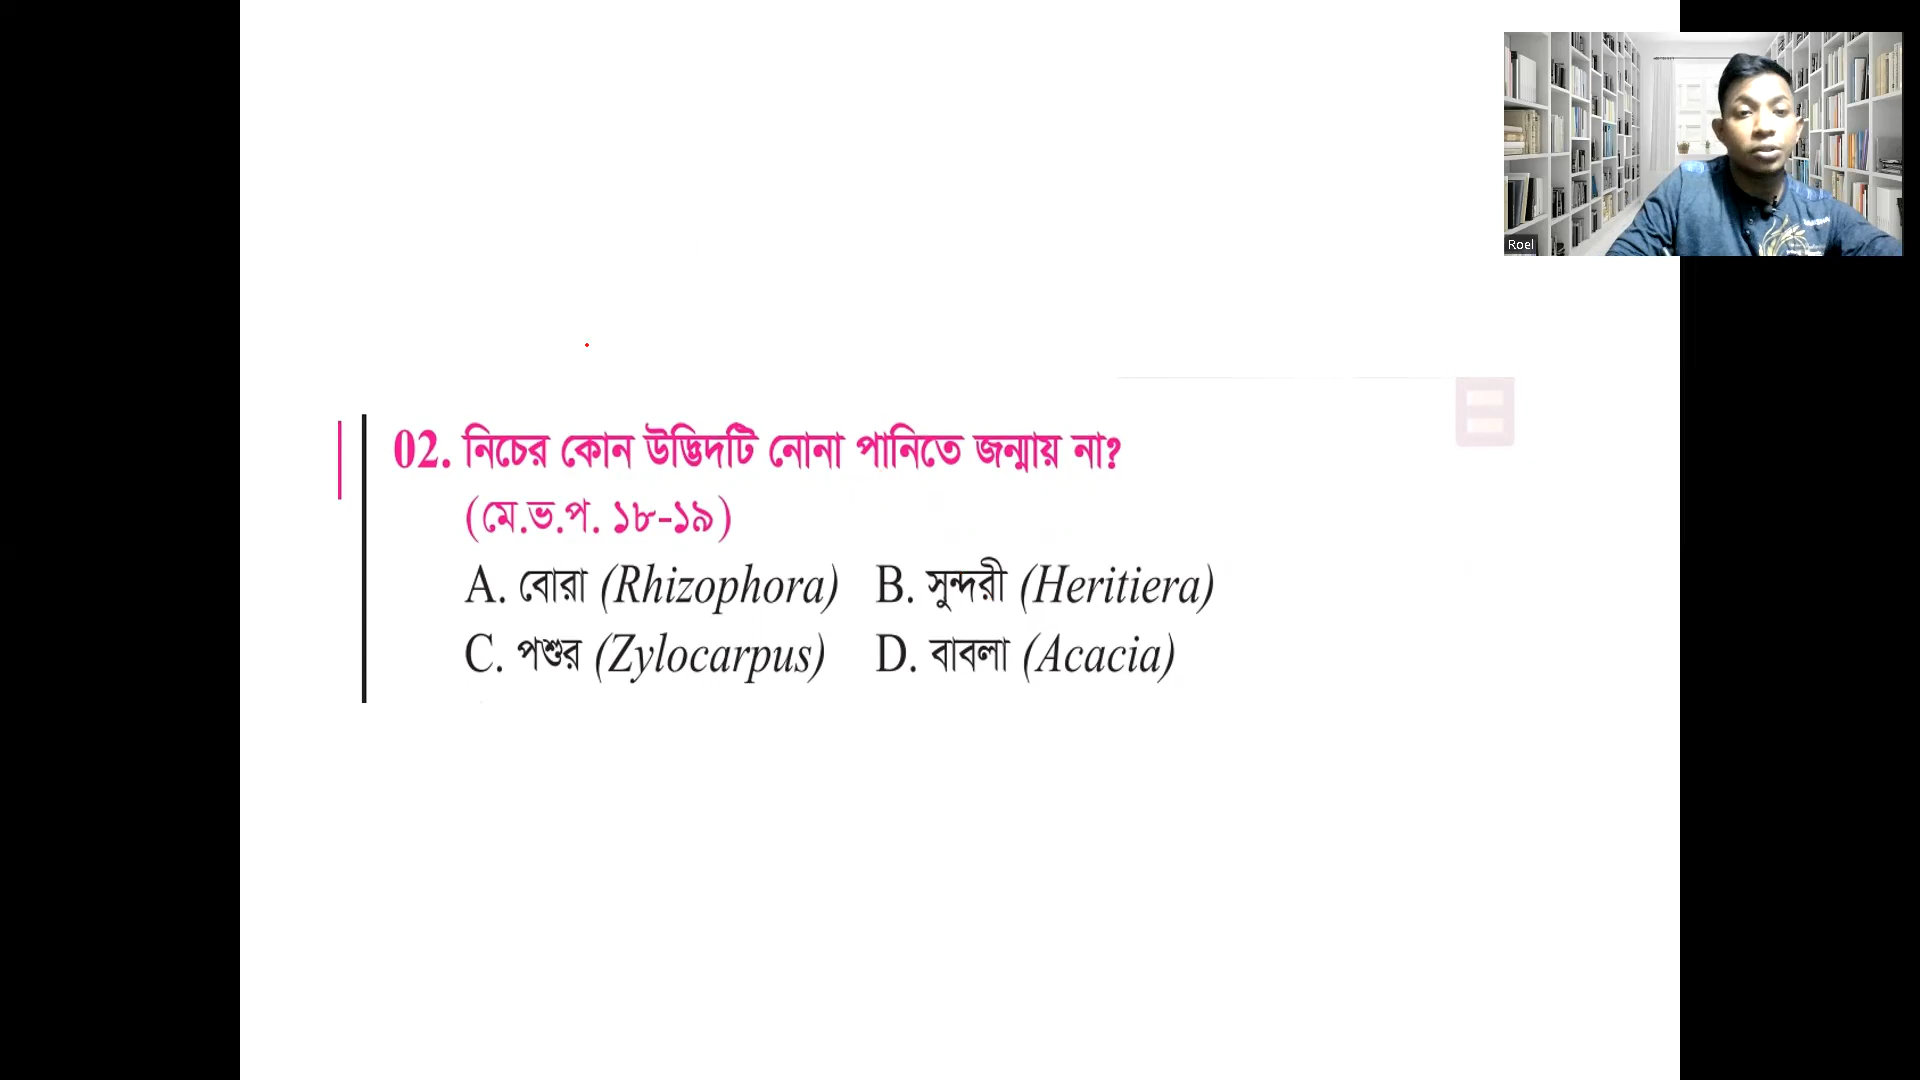 Roel
02. নিচের কোন উদ্ভিদটি নোনা পানিতে জন্মায় না?
(মে.ভ.প. ১৮-১৯)
A. বোরা (Rhizophora) B. সুন্দরী (Heritiera)
C. পশুর (Zylocarpus) D. বাবলা (Acacia)